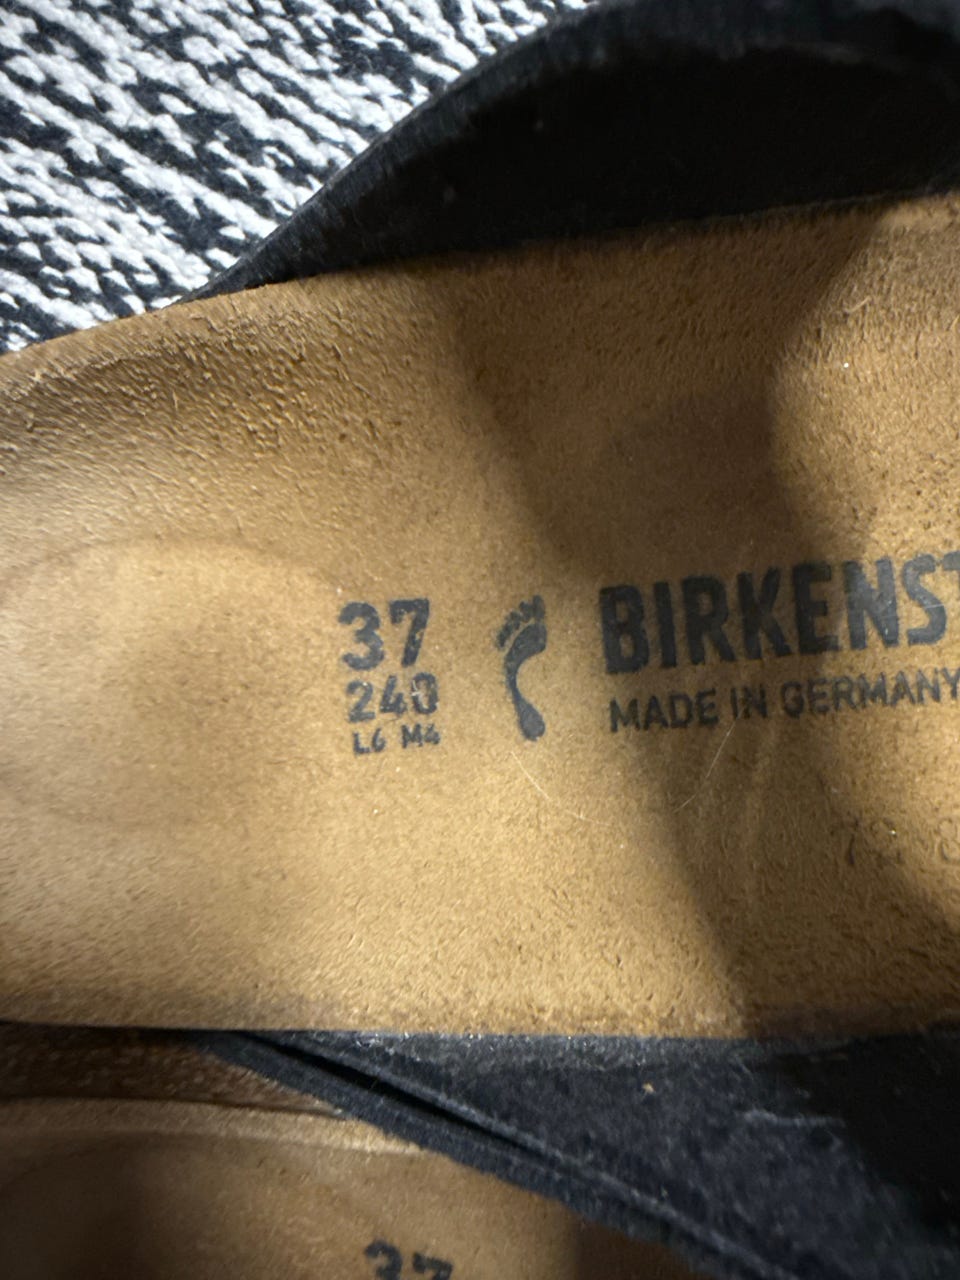 37
240
L6 M4
BIRKENST
MADE IN GERMANY
37